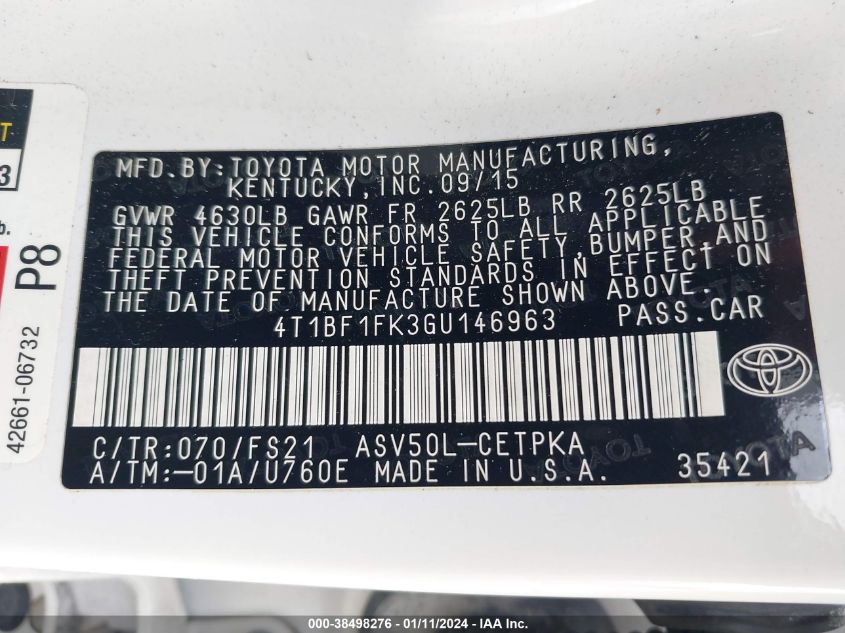 T
3
b.
P8
42661-06732
MFD.BY:TOYOTA MOTOR MANUFACTURING,
KENTUCKY,INC.09/15
GVWR 4630LB GAWR FR 2625LB RR 2625LB
THIS VEHICLE CONFORMS TO ALL APPLICABLE
FEDERAL MOTOR VEHICLE SAFETY,BUMPER,AND
THEFT PREVENTION STANDARDS IN EFFECT ON
THE DATE OF MANUFACTURE SHOWN ABOVE.
4T1BF1FK3GU146963 PASS.CAR
C/TR:070/FS21 ASV50L-CETPKA
A/TM:-01A/U760E MADE IN U.S.A. 35421
000-38498276 - 01/11/2024 - IAA Inc.